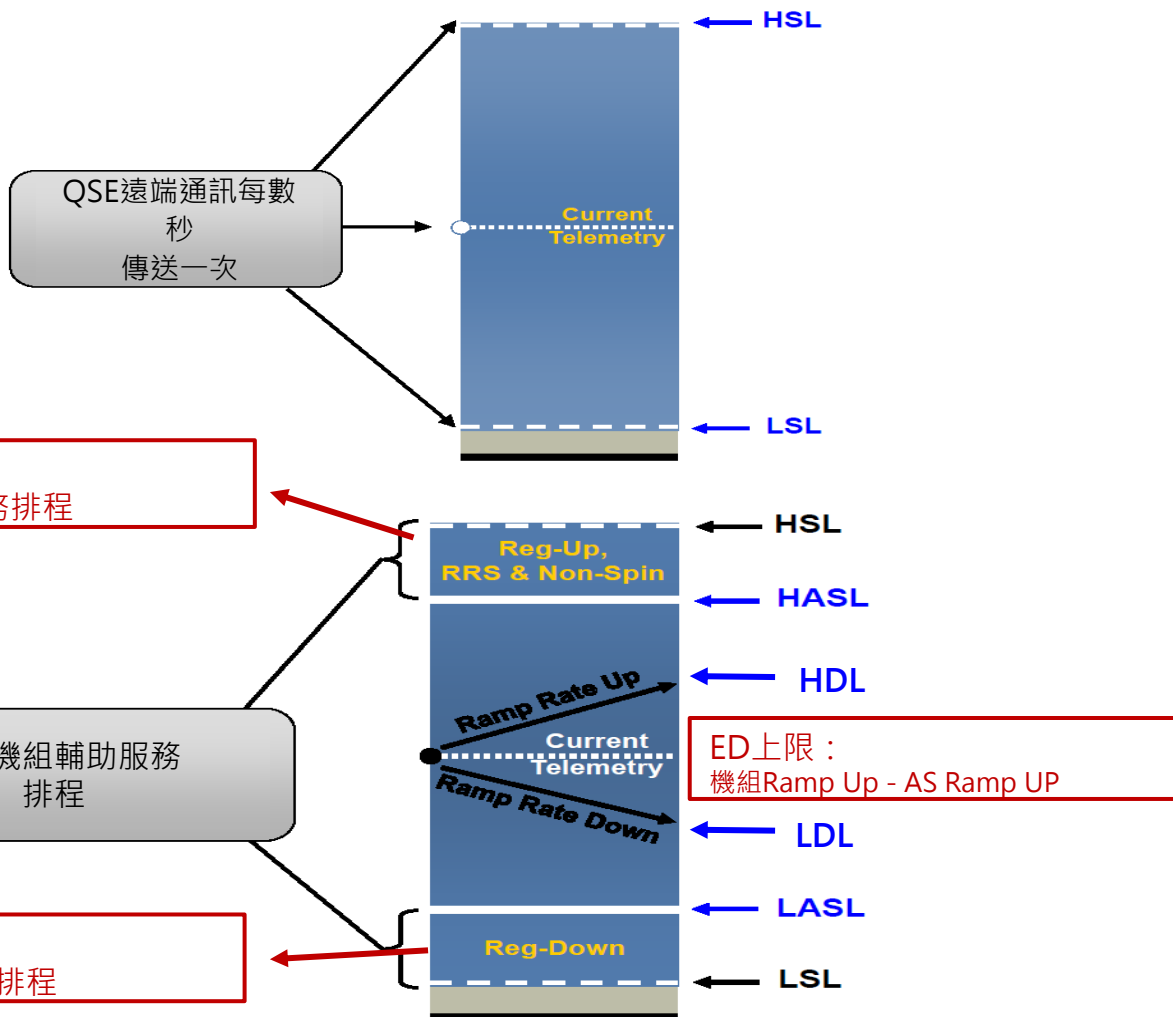 HSL
QSE遠端通訊每數
秒
傳送一次
Current
Telemetry
LSL
排程
HSL
Reg-Up,
RRS & Non-Spin
HASL
HDL
Ramp Rate Up
Current
Telemetry
ED上限：
機組Ramp Up - AS Ramp UP
機組輔助服務
排程
Ramp Rate Down
LDL
LASL
Reg-Down
排程
LSL